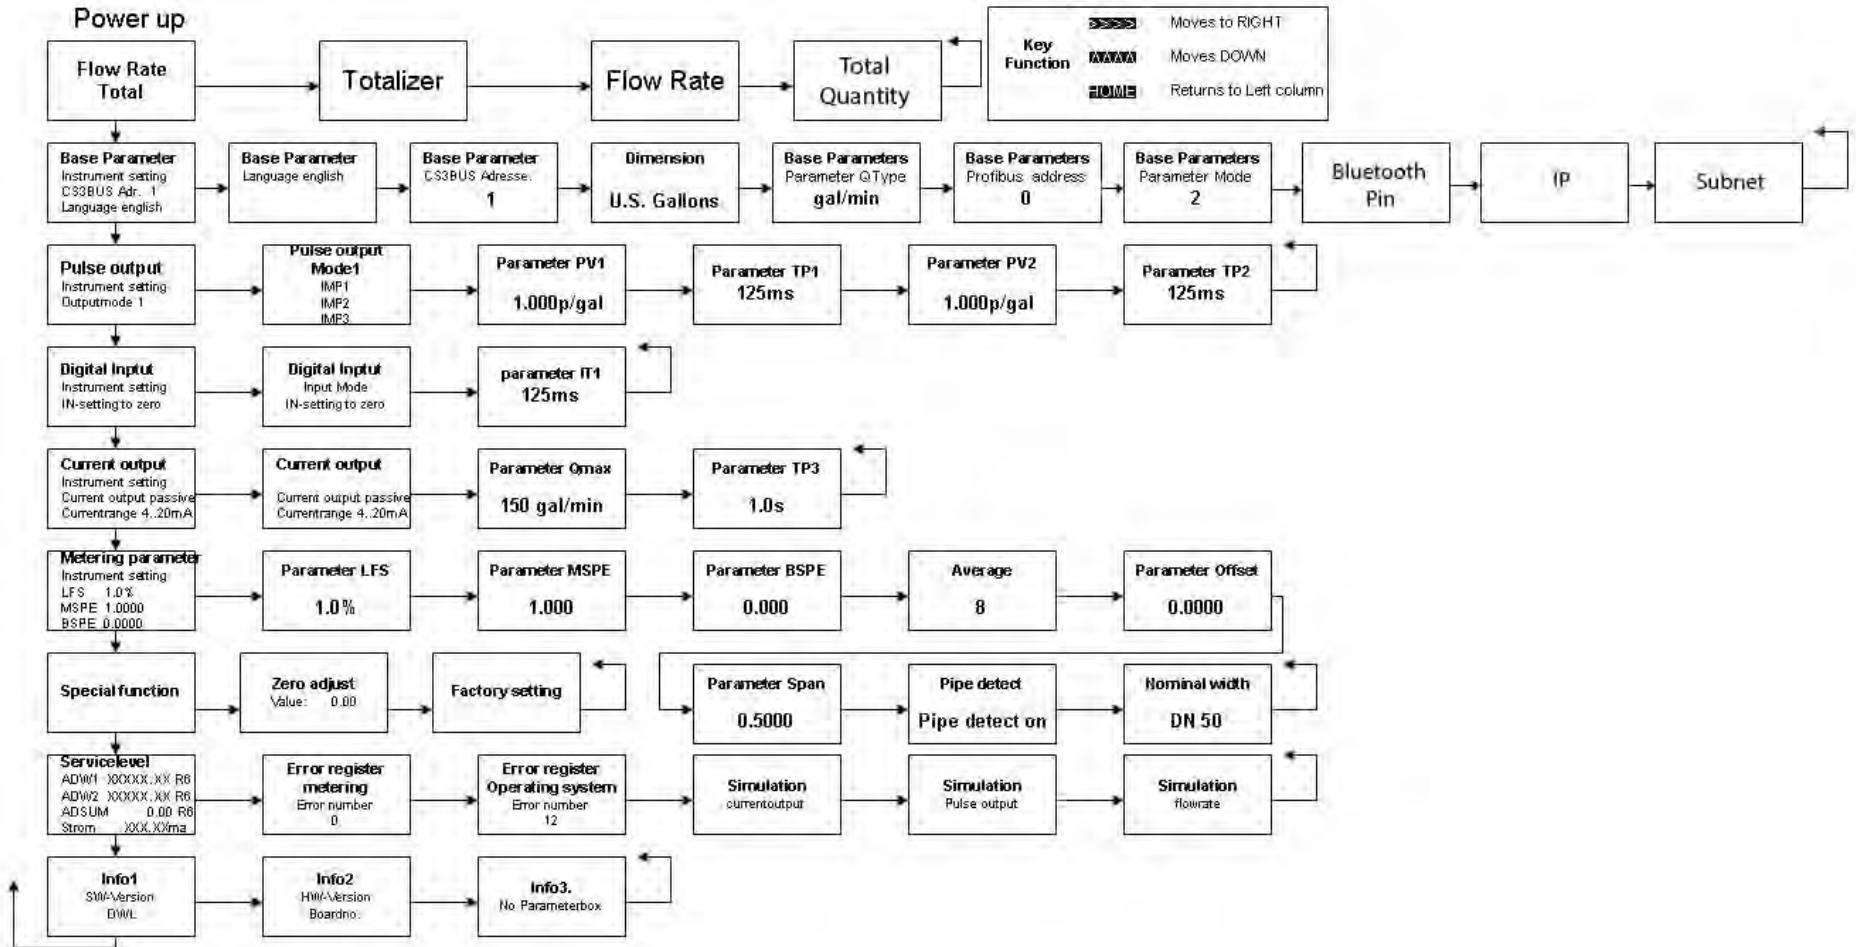 Power up
Flow Rate
Total
Totalizer
Flow Rate
Total
Quantity
Key
Function
>>>>
Moves to RIGHT
ΛΛΛΛ
Moves DOWN
HOME
Returns to Left column
Base Parameter
Instrument setting
CS3BUS Adr. 1
Language english
Base Parameter
Language english
Base Parameter
CS3BUS Adresse.
1
Dimension
U.S. Gallons
Base Parameters
Parameter QType
gal/min
Base Parameters
Profibus address
0
Base Parameters
Parameter Mode
2
Bluetooth
Pin
IP
Subnet
Pulse output
Instrument setting
Outputmode 1
Pulse output
Mode1
IMP1
IMP2
IMP3
Parameter PV1
1.000p/gal
Parameter TP1
125ms
Parameter PV2
1.000p/gal
Parameter TP2
125ms
Digital Inptut
Instrument setting
IN-setting to zero
Digital Inptut
Input Mode
IN-setting to zero
parameter IT1
125ms
Current output
Instrument setting
Current output passive
Currentrange 4..20mA
Current output
Current output passive
Currentrange 4..20mA
Parameter Qmax
150 gal/min
Parameter TP3
1.0s
Metering parameter
Instrument setting
LFS 1.0%
MSPE 1.0000
BSPE 0.0000
Parameter LFS
1.0%
Parameter MSPE
1.000
Parameter BSPE
0.000
Average
8
Parameter Offset
0.0000
Special function
Zero adjust
Value: 0.00
Factory setting
Parameter Span
0.5000
Pipe detect
Pipe detect on
Nominal width
DN 50
Servicelevel
ADW1 XXXXX.XX R6
ADW2 XXXXX.XX R6
ADSUM 0.00 R6
Strom XXX.XXma
Error register
metering
Error number
0
Error register
Operating system
Error number
12
Simulation
currentoutput
Simulation
Pulse output
Simulation
flowrate
Info1
SW-Version
DWL
Info2
HW-Version
Boardno.
Info3.
No Parameterbox